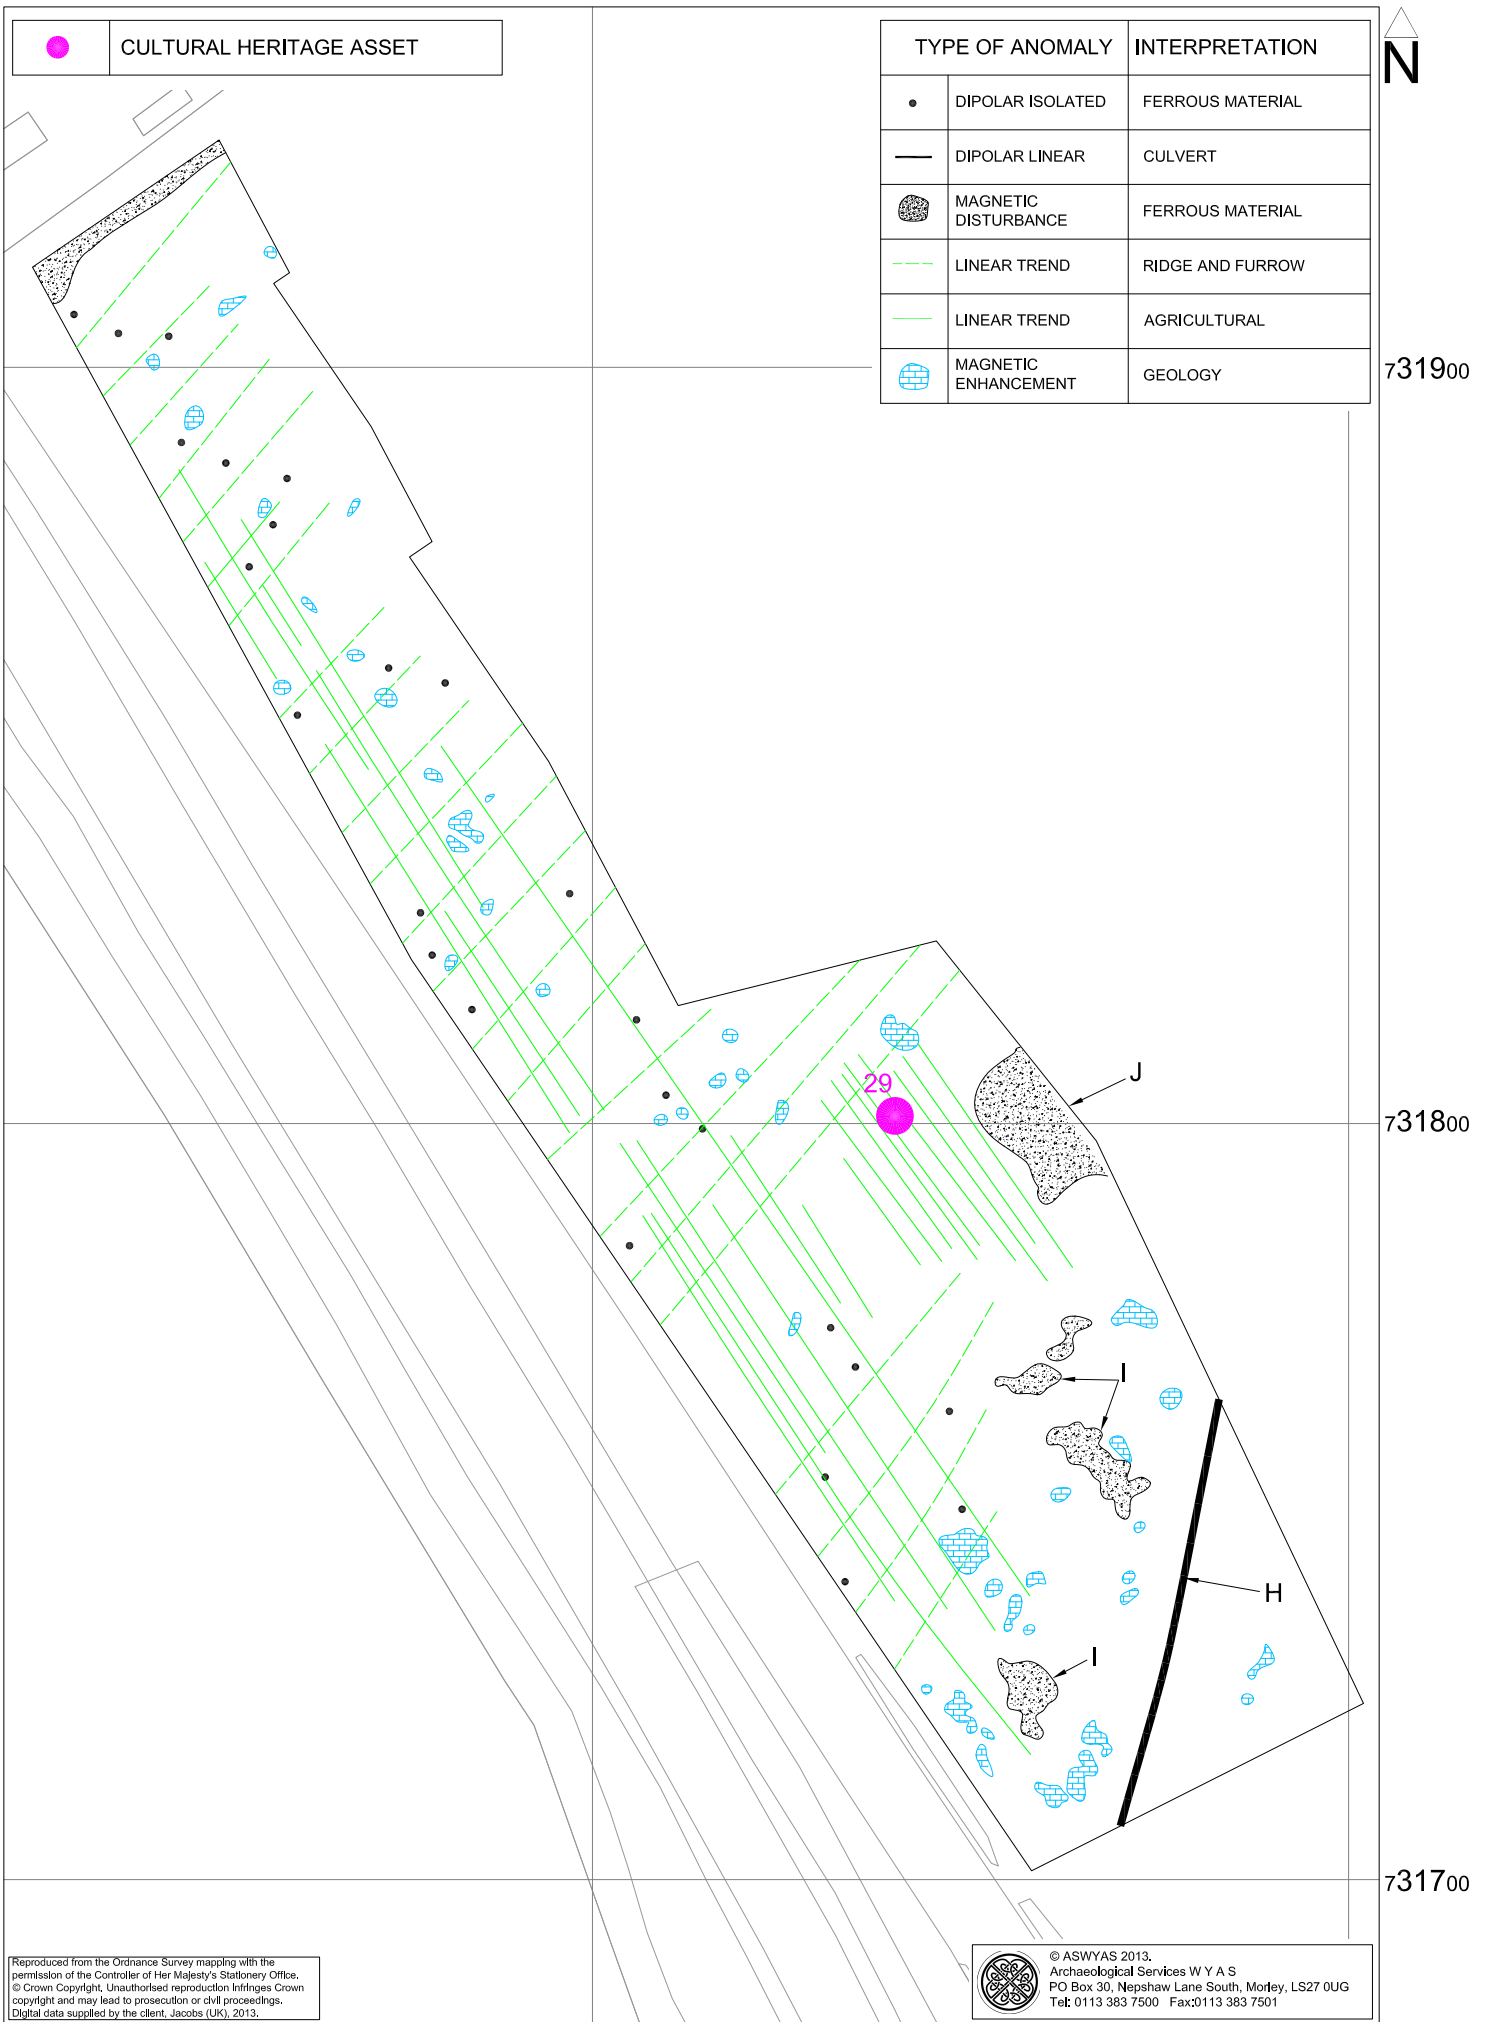 CULTURAL HERITAGE ASSET
TYPE OF ANOMALY INTERPRETATION
DIPOLAR ISOLATED FERROUS MATERIAL
DIPOLAR LINEAR CULVERT
MAGNETIC
DISTURBANCE
FERROUS MATERIAL
LINEAR TREND RIDGE AND FURROW
LINEAR TREND AGRICULTURAL
MAGNETIC
ENHANCEMENT
GEOLOGY
N
731900
J
29
731800
I
H
I
731700
Reproduced from the Ordnance Survey mapping with the
permission of the Controller of Her Majesty's Stationery Office.
© Crown Copyright, Unauthorised reproduction infringes Crown
copyright and may lead to prosecution or civil proceedings.
Digital data supplied by the client, Jacobs (UK), 2013.
© ASWYAS 2013.
Archaeological Services W Y A S
PO Box 30, Nepshaw Lane South, Morley, LS27 0UG
Tel: 0113 383 7500 Fax:0113 383 7501